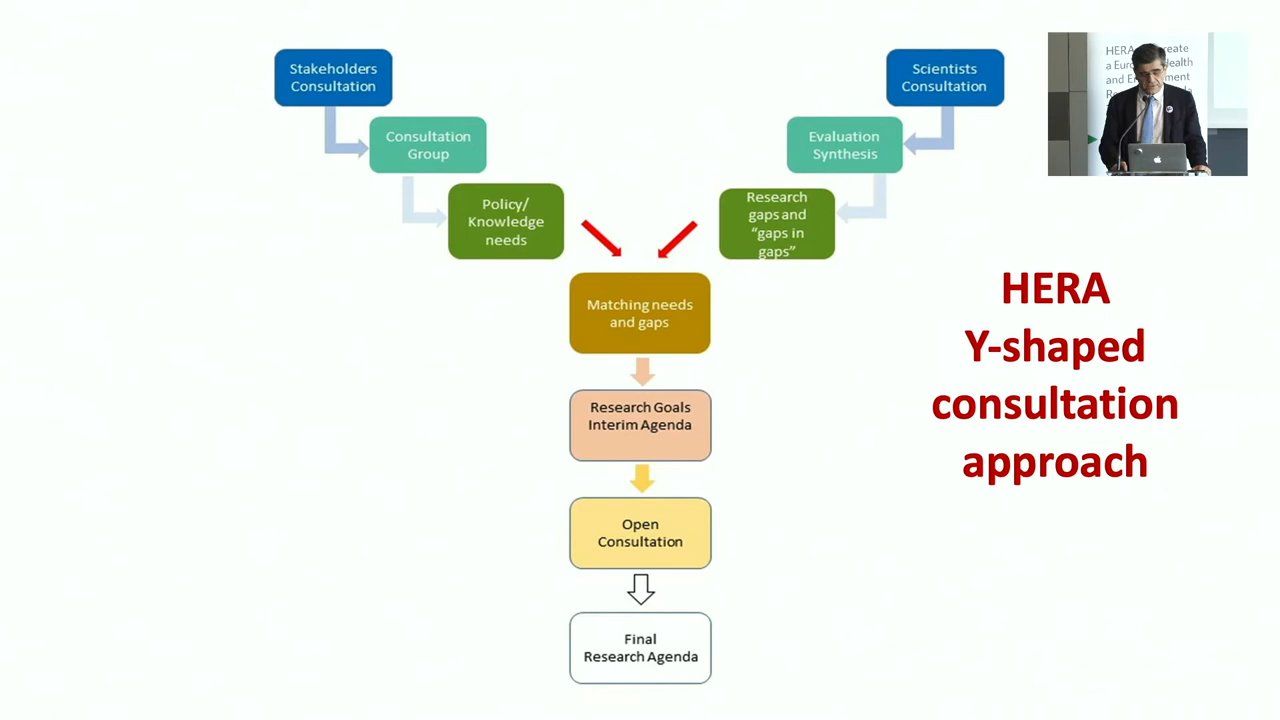 Stakeholders
Consultation
Consultation
Group
Policy/
Knowledge
needs
Scientists
Consultation
Evaluation
Synthesis
Research
gaps and
“gaps in
gaps”
Matching needs
and gaps
Research Goals
Interim Agenda
Open
Consultation
Final
Research Agenda
HERA
Y-shaped
consultation
approach
HERA